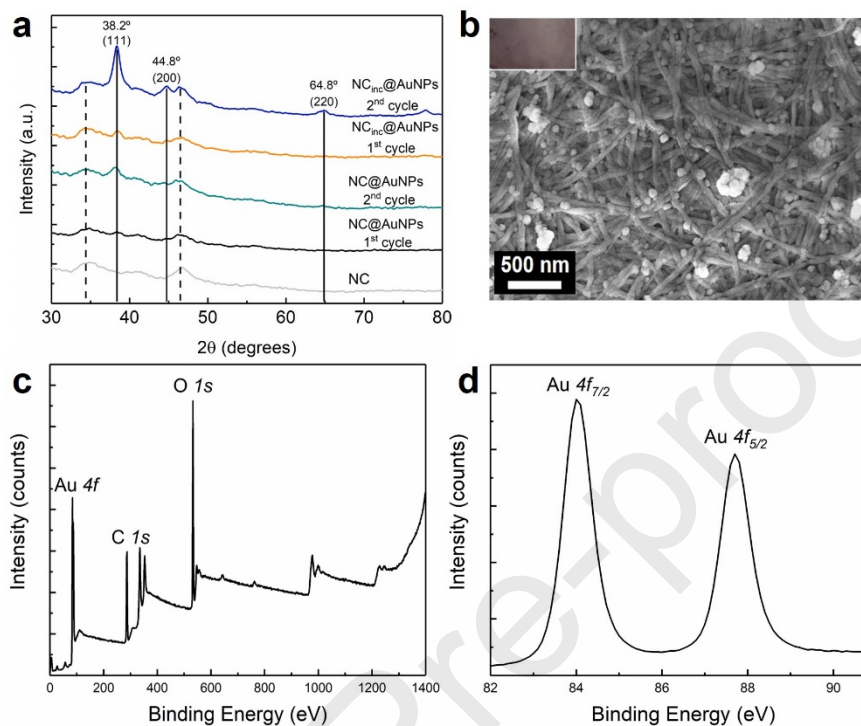 a
38.2º
(111)
44.8º
(200)
64.8º
(220)
NCinc@AuNPs
2nd cycle
NCinc@AuNPs
1st cycle
NC@AuNPs
2nd cycle
NC@AuNPs
1st cycle
NC
Intensity (a.u.)
30 40 50 60 70 80
2θ (degrees)
b
500 nm
c
O 1s
Au 4f
C 1s
Intensity (counts)
0 200 400 600 800 1000 1200 1400
Binding Energy (eV)
d
Au 4f7/2
Au 4f5/2
Intensity (counts)
82 84 86 88 90
Binding Energy (eV)
Pre-proo